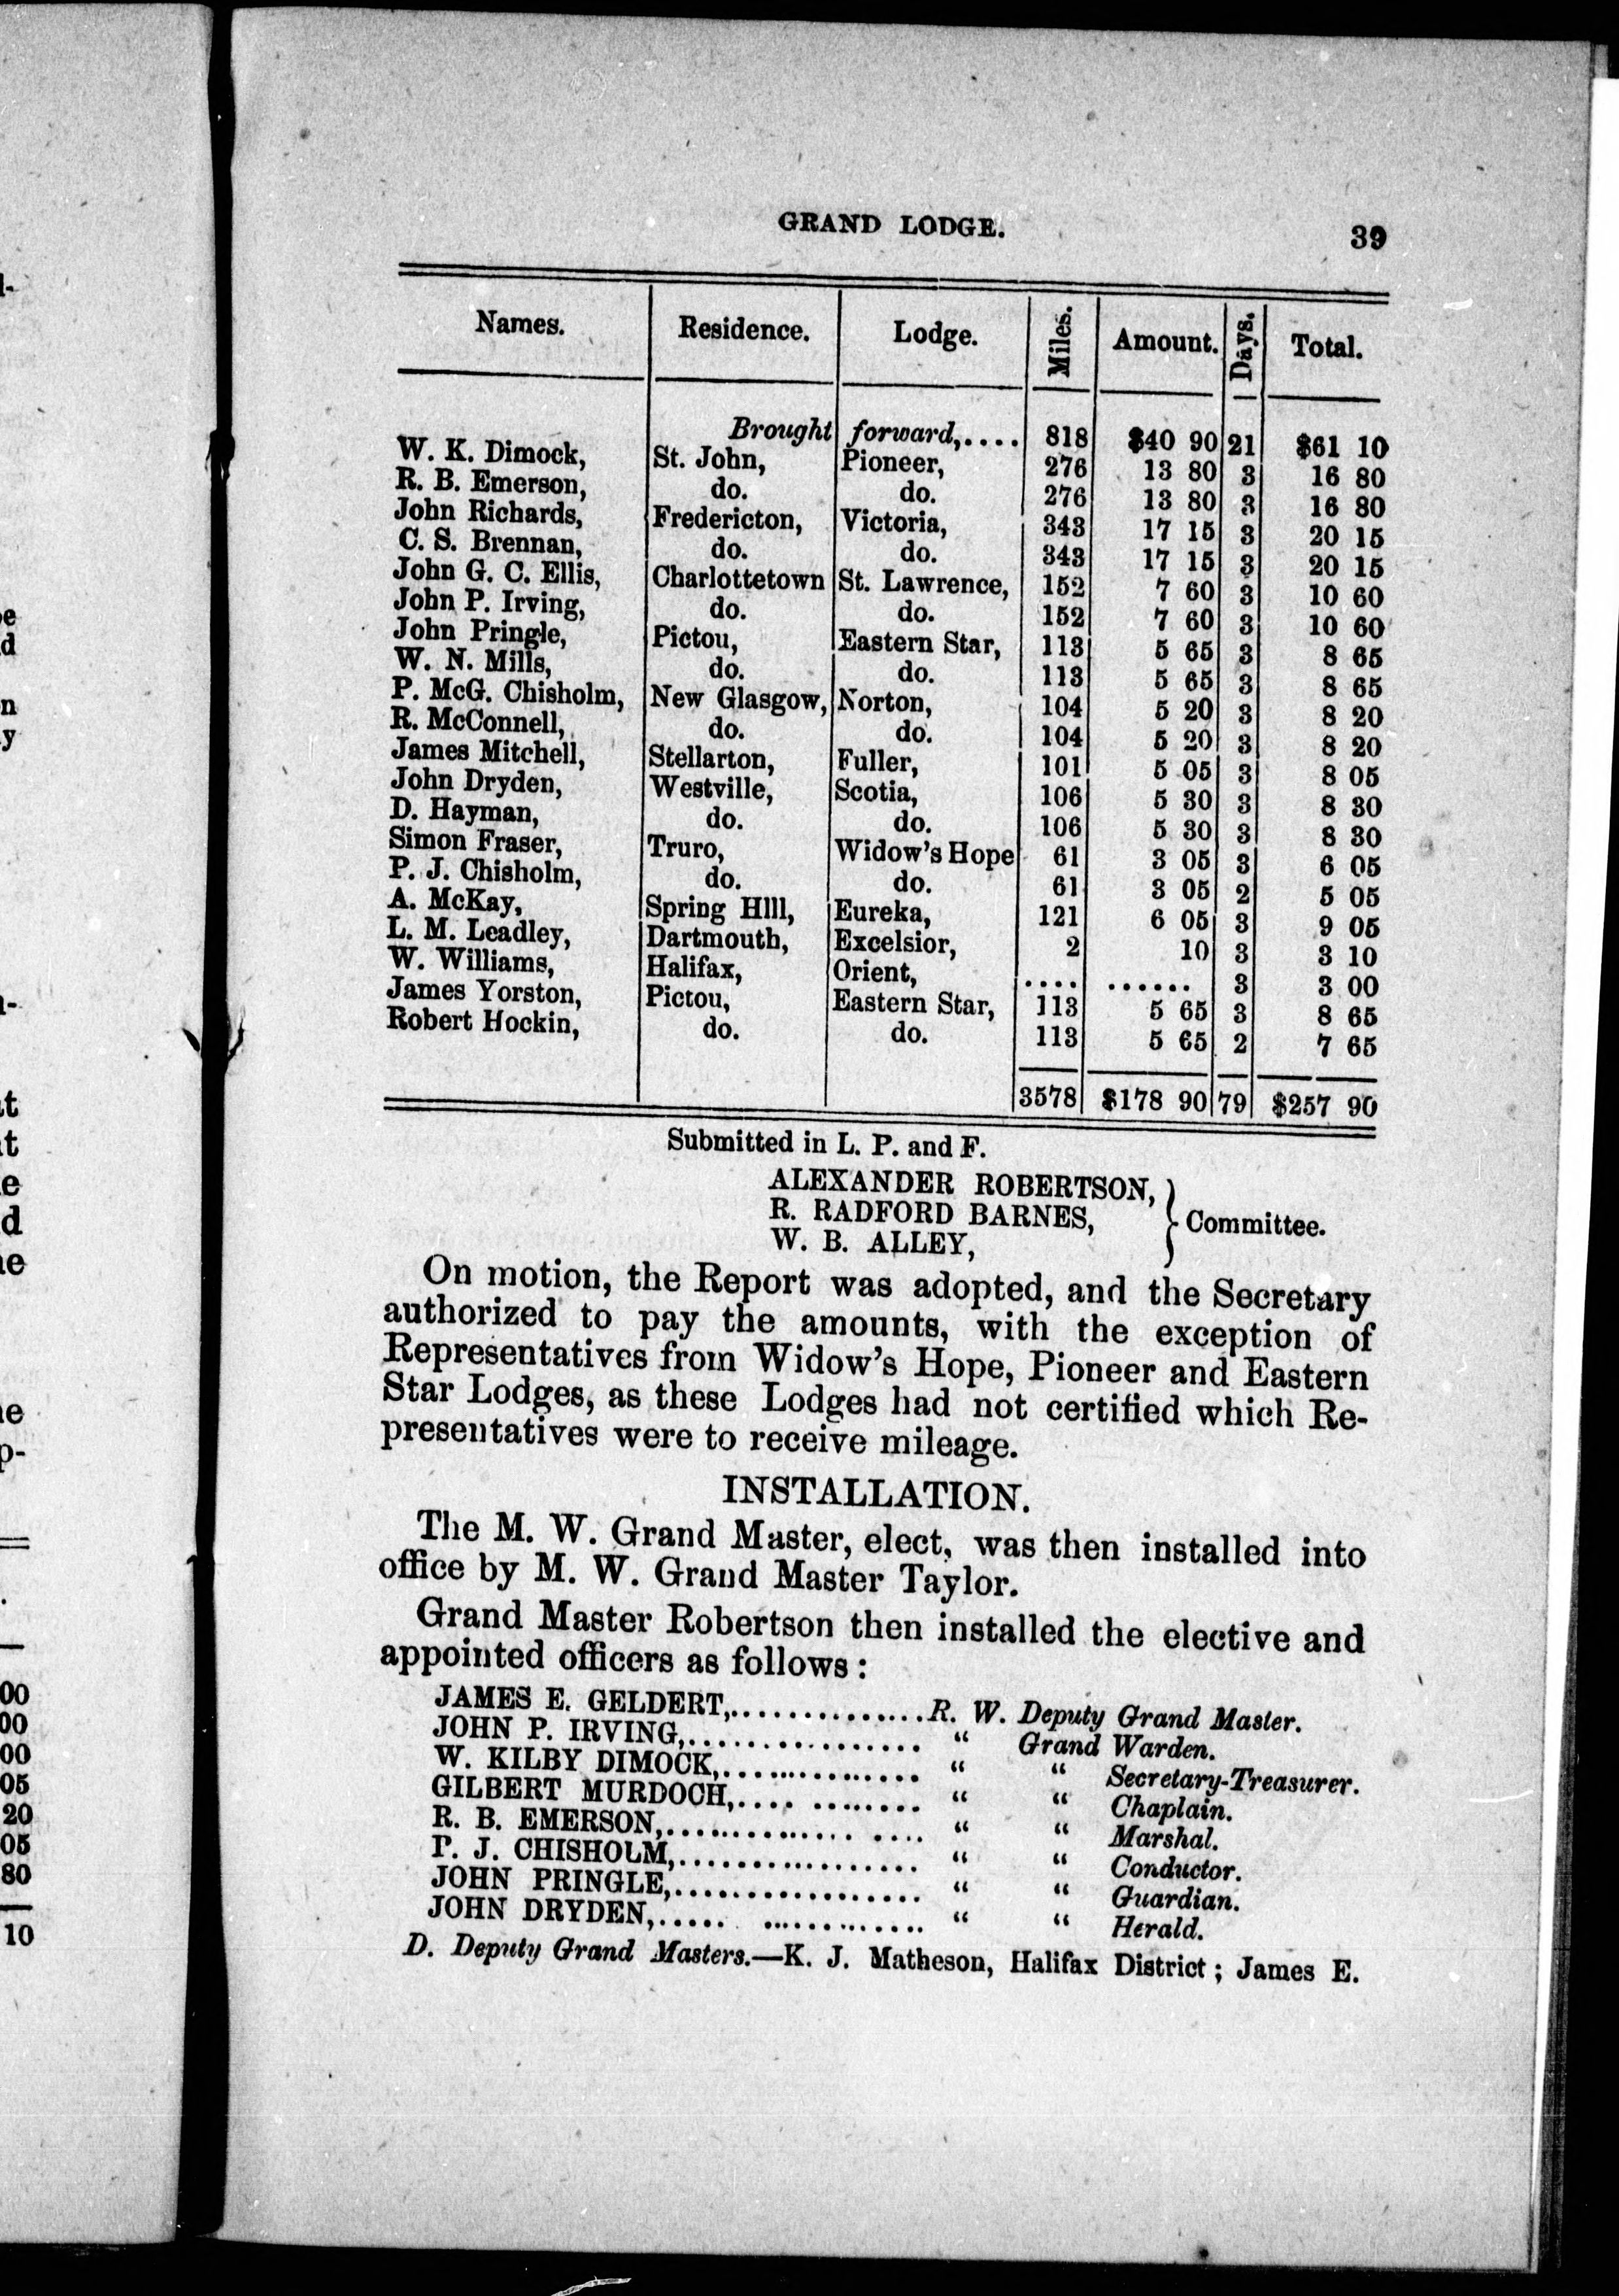 GRAND LODGE. 39
Names. Residence. Lodge. Miles. Amount. Days. Total.
Brought forward,.... 818 $40 90 21 $61 10
W. K. Dimock, St. John, Pioneer, 276 13 80 3 16 80
R. B. Emerson, do. do. 276 13 80 3 16 80
John Richards, Fredericton, Victoria, 343 17 15 3 20 15
C. S. Brennan, do. do. 343 17 15 3 20 15
John G. C. Ellis, Charlottetown St. Lawrence, 152 7 60 3 10 60
John P. Irving, do. do. 152 7 60 3 10 60
John Pringle, Pictou, Eastern Star, 113 5 65 3 8 65
W. N. Mills, do. do. 113 5 65 3 8 65
P. McG. Chisholm, New Glasgow, Norton, 104 5 20 3 8 20
R. McConnell, do. do. 104 5 20 3 8 20
James Mitchell, Stellarton, Fuller, 101 5 05 3 8 05
John Dryden, Westville, Scotia, 106 5 30 3 8 30
D. Hayman, do. do. 106 5 30 3 8 30
Simon Fraser, Truro, Widow's Hope 61 3 05 3 6 05
P. J. Chisholm, do. do. 61 3 05 2 5 05
A. McKay, Spring HIll, Eureka, 121 6 05 3 9 05
L. M. Leadley, Dartmouth, Excelsior, 2 10 3 3 10
W. Williams, Halifax, Orient, .... ...... 3 3 00
James Yorston, Pictou, Eastern Star, 113 5 65 3 8 65
Robert Hockin, do. do. 113 5 65 2 7 65
3578 $178 90 79 $257 90
Submitted in L. P. and F.
ALEXANDER ROBERTSON,
R. RADFORD BARNES, } Committee.
W. B. ALLEY,
On motion, the Report was adopted, and the Secretary
authorized to pay the amounts, with the exception of
Representatives from Widow's Hope, Pioneer and Eastern
Star Lodges, as these Lodges had not certified which Re-
presentatives were to receive mileage.
INSTALLATION.
The M. W. Grand Master, elect, was then installed into
office by M. W. Grand Master Taylor.
Grand Master Robertson then installed the elective and
appointed officers as follows:
JAMES E. GELDERT,...............R. W. Deputy Grand Master.
JOHN P. IRVING,.................. " Grand Warden.
W. KILBY DIMOCK,............... " " Secretary-Treasurer.
GILBERT MURDOCH,.... ........ " " Chaplain.
R. B. EMERSON,................ .... " " Marshal.
P. J. CHISHOLM,.................. " " Conductor.
JOHN PRINGLE,.................. " " Guardian.
JOHN DRYDEN,..... ............ " " Herald.
D. Deputy Grand Masters.—K. J. Matheson, Halifax District; James E.